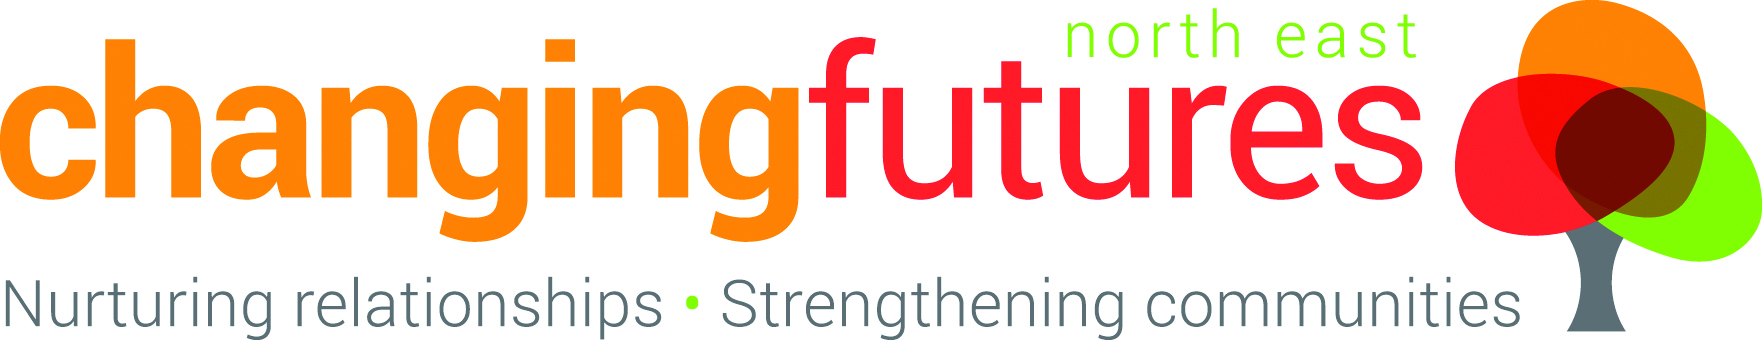 north east
changingfutures
Nurturing relationships • Strengthening communities